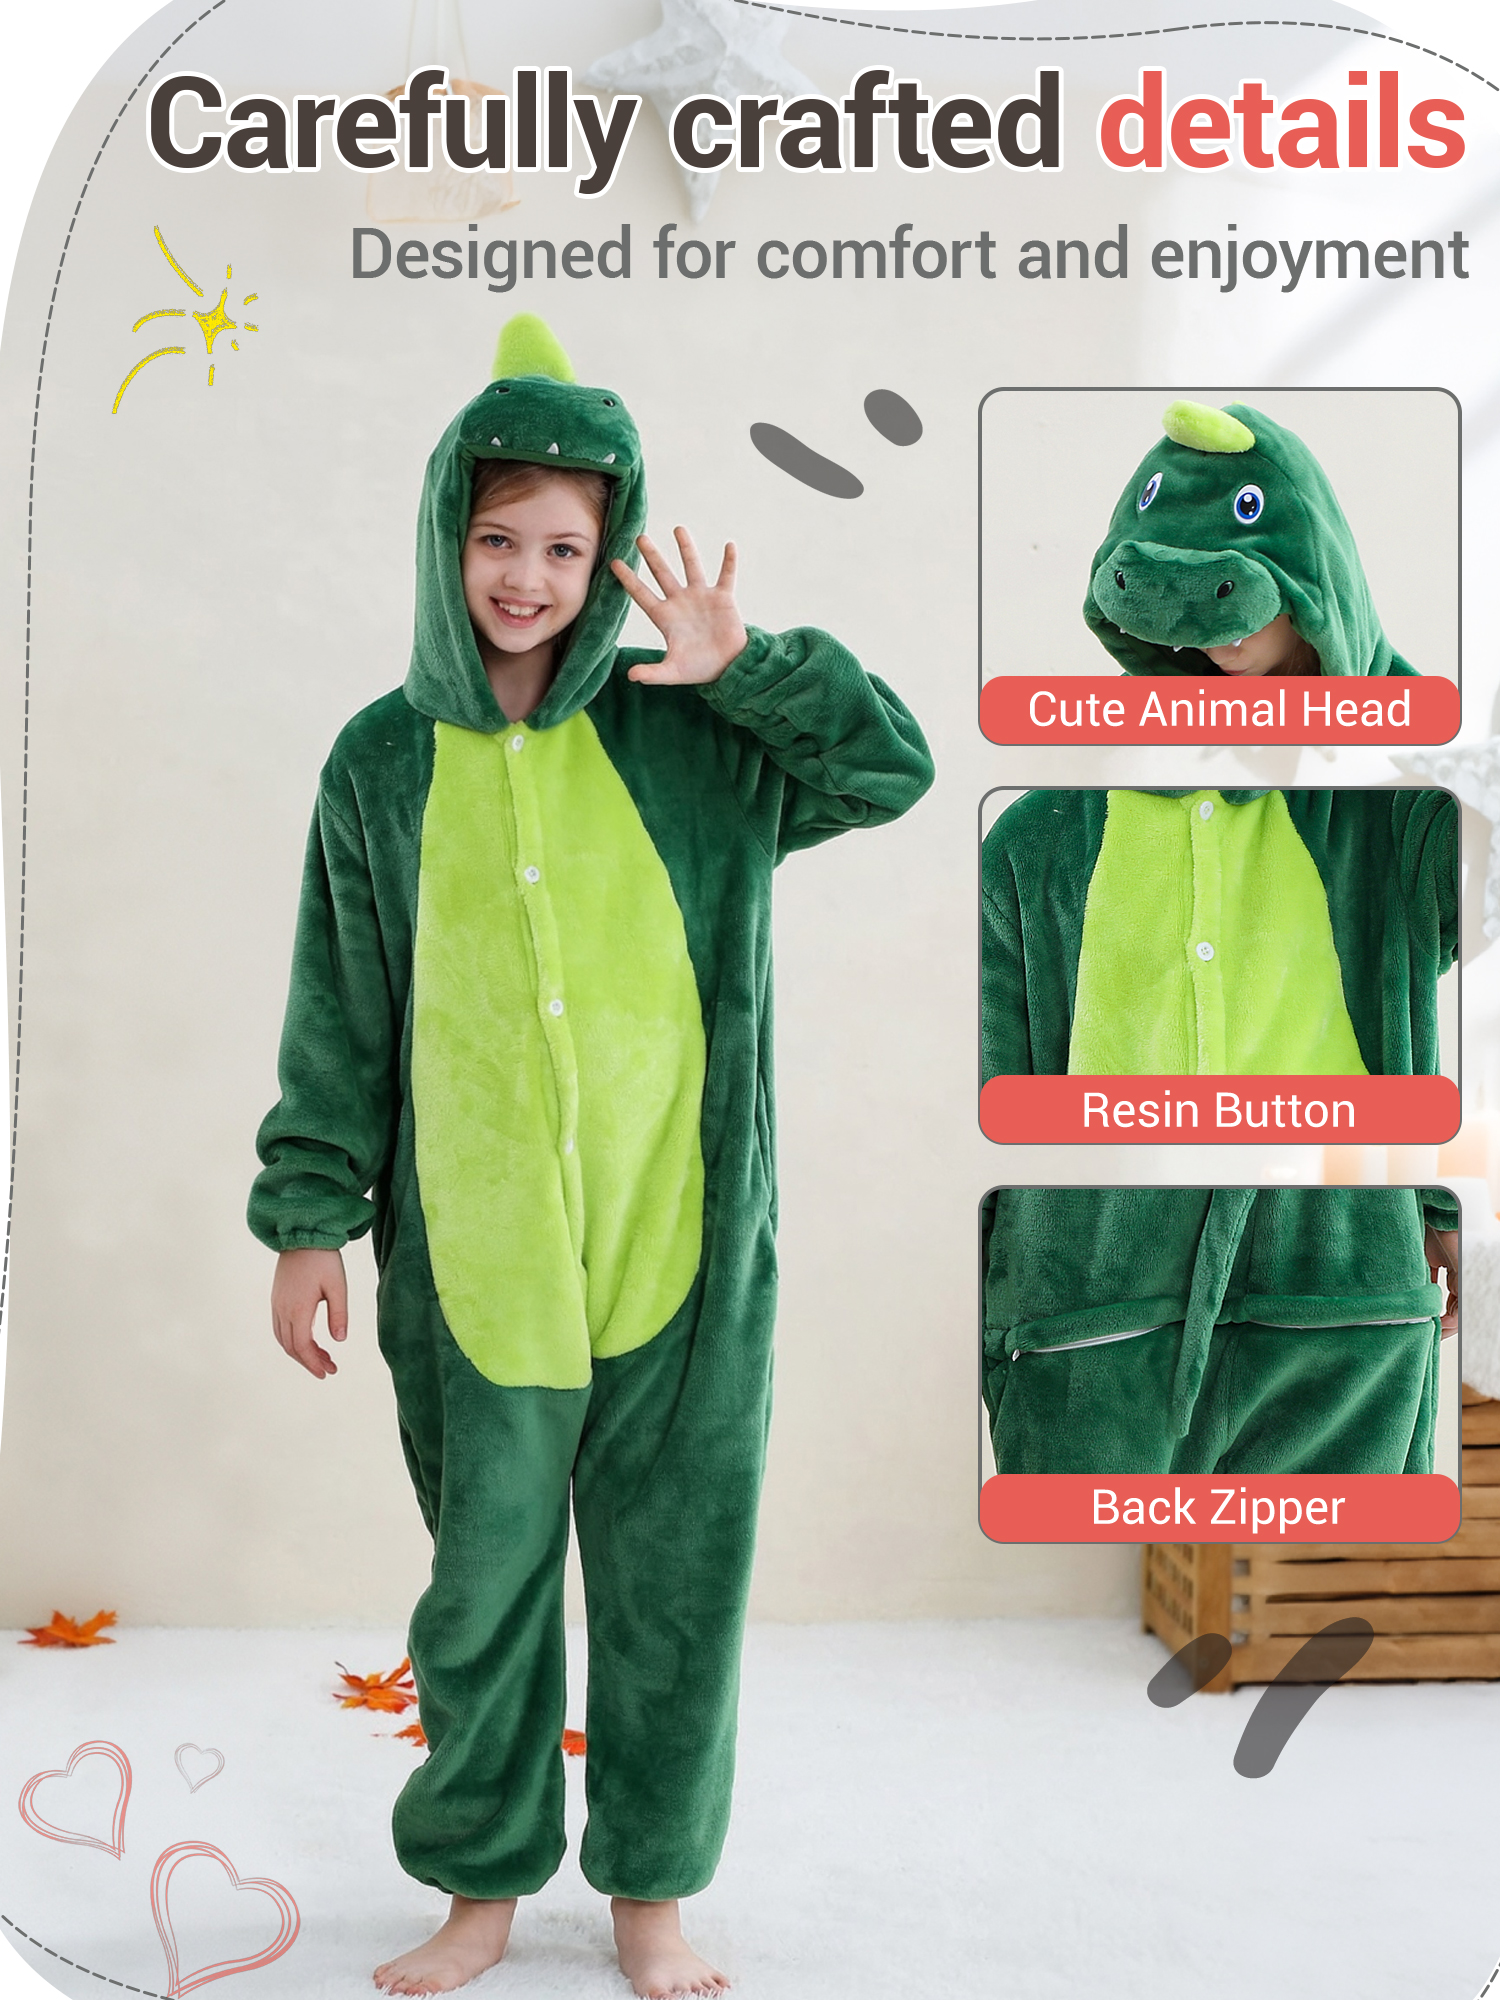 Carefully crafted details
Designed for comfort and enjoyment
Cute Animal Head
Resin Button
Back Zipper